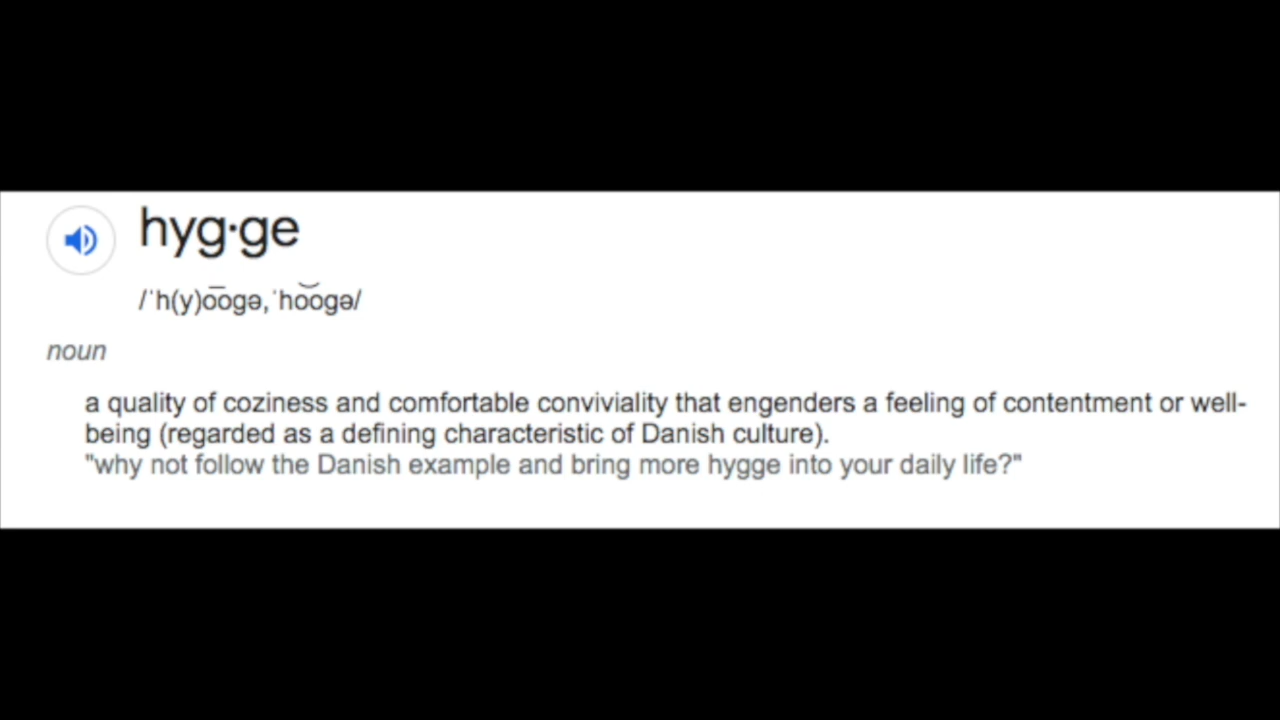 hyg·ge
/ˈh(y)o͞ogə,ˈho͝ogə/
noun
a quality of coziness and comfortable conviviality that engenders a feeling of contentment or well-
being (regarded as a defining characteristic of Danish culture).
"why not follow the Danish example and bring more hygge into your daily life?"